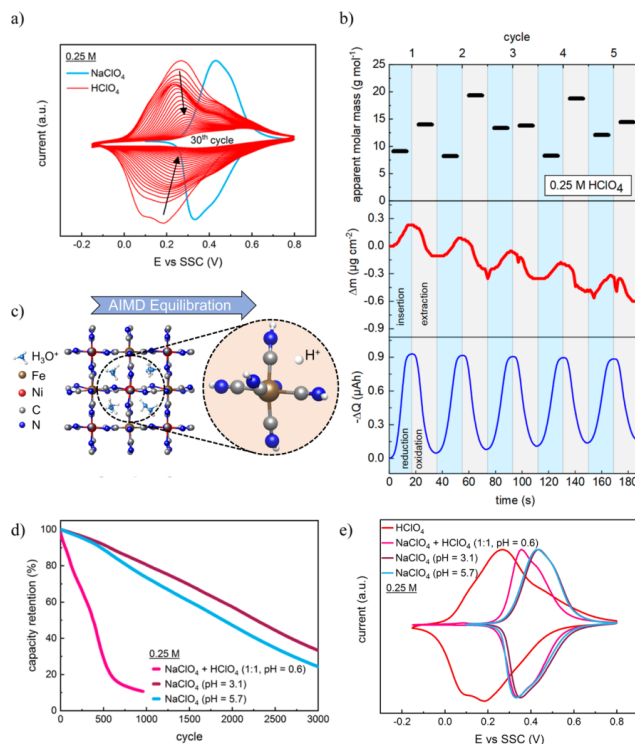 a)
0.25 M
NaClO₄
HClO₄
30th cycle
current (a.u.)
0.0 0.2 0.4 0.6 0.8
E vs SSC (V)
b)
cycle
1 2 3 4 5
apparent molar mass (g mol⁻¹)
25
20
15
10
5
0
0.25 M HClO₄
Δm (µg cm⁻²)
0.3
0.0
-0.3
-0.6
-0.9
insertion
extraction
-ΔQ (µAh)
0.9
0.6
0.3
0.0
reduction
oxidation
0 20 40 60 80 100 120 140 160 180
time (s)
c)
AIMD Equilibration
H₃O⁺
Fe
Ni
C
N
H⁺
d)
capacity retention (%)
100
80
60
40
20
0
0.25 M
NaClO₄ + HClO₄ (1:1, pH = 0.6)
NaClO₄ (pH = 3.1)
NaClO₄ (pH = 5.7)
0 500 1000 1500 2000 2500 3000
cycle
e)
HClO₄
NaClO₄ + HClO₄ (1:1, pH = 0.6)
NaClO₄ (pH = 3.1)
NaClO₄ (pH = 5.7)
0.25 M
current (a.u.)
-0.2 0.0 0.2 0.4 0.6 0.8
E vs SSC (V)